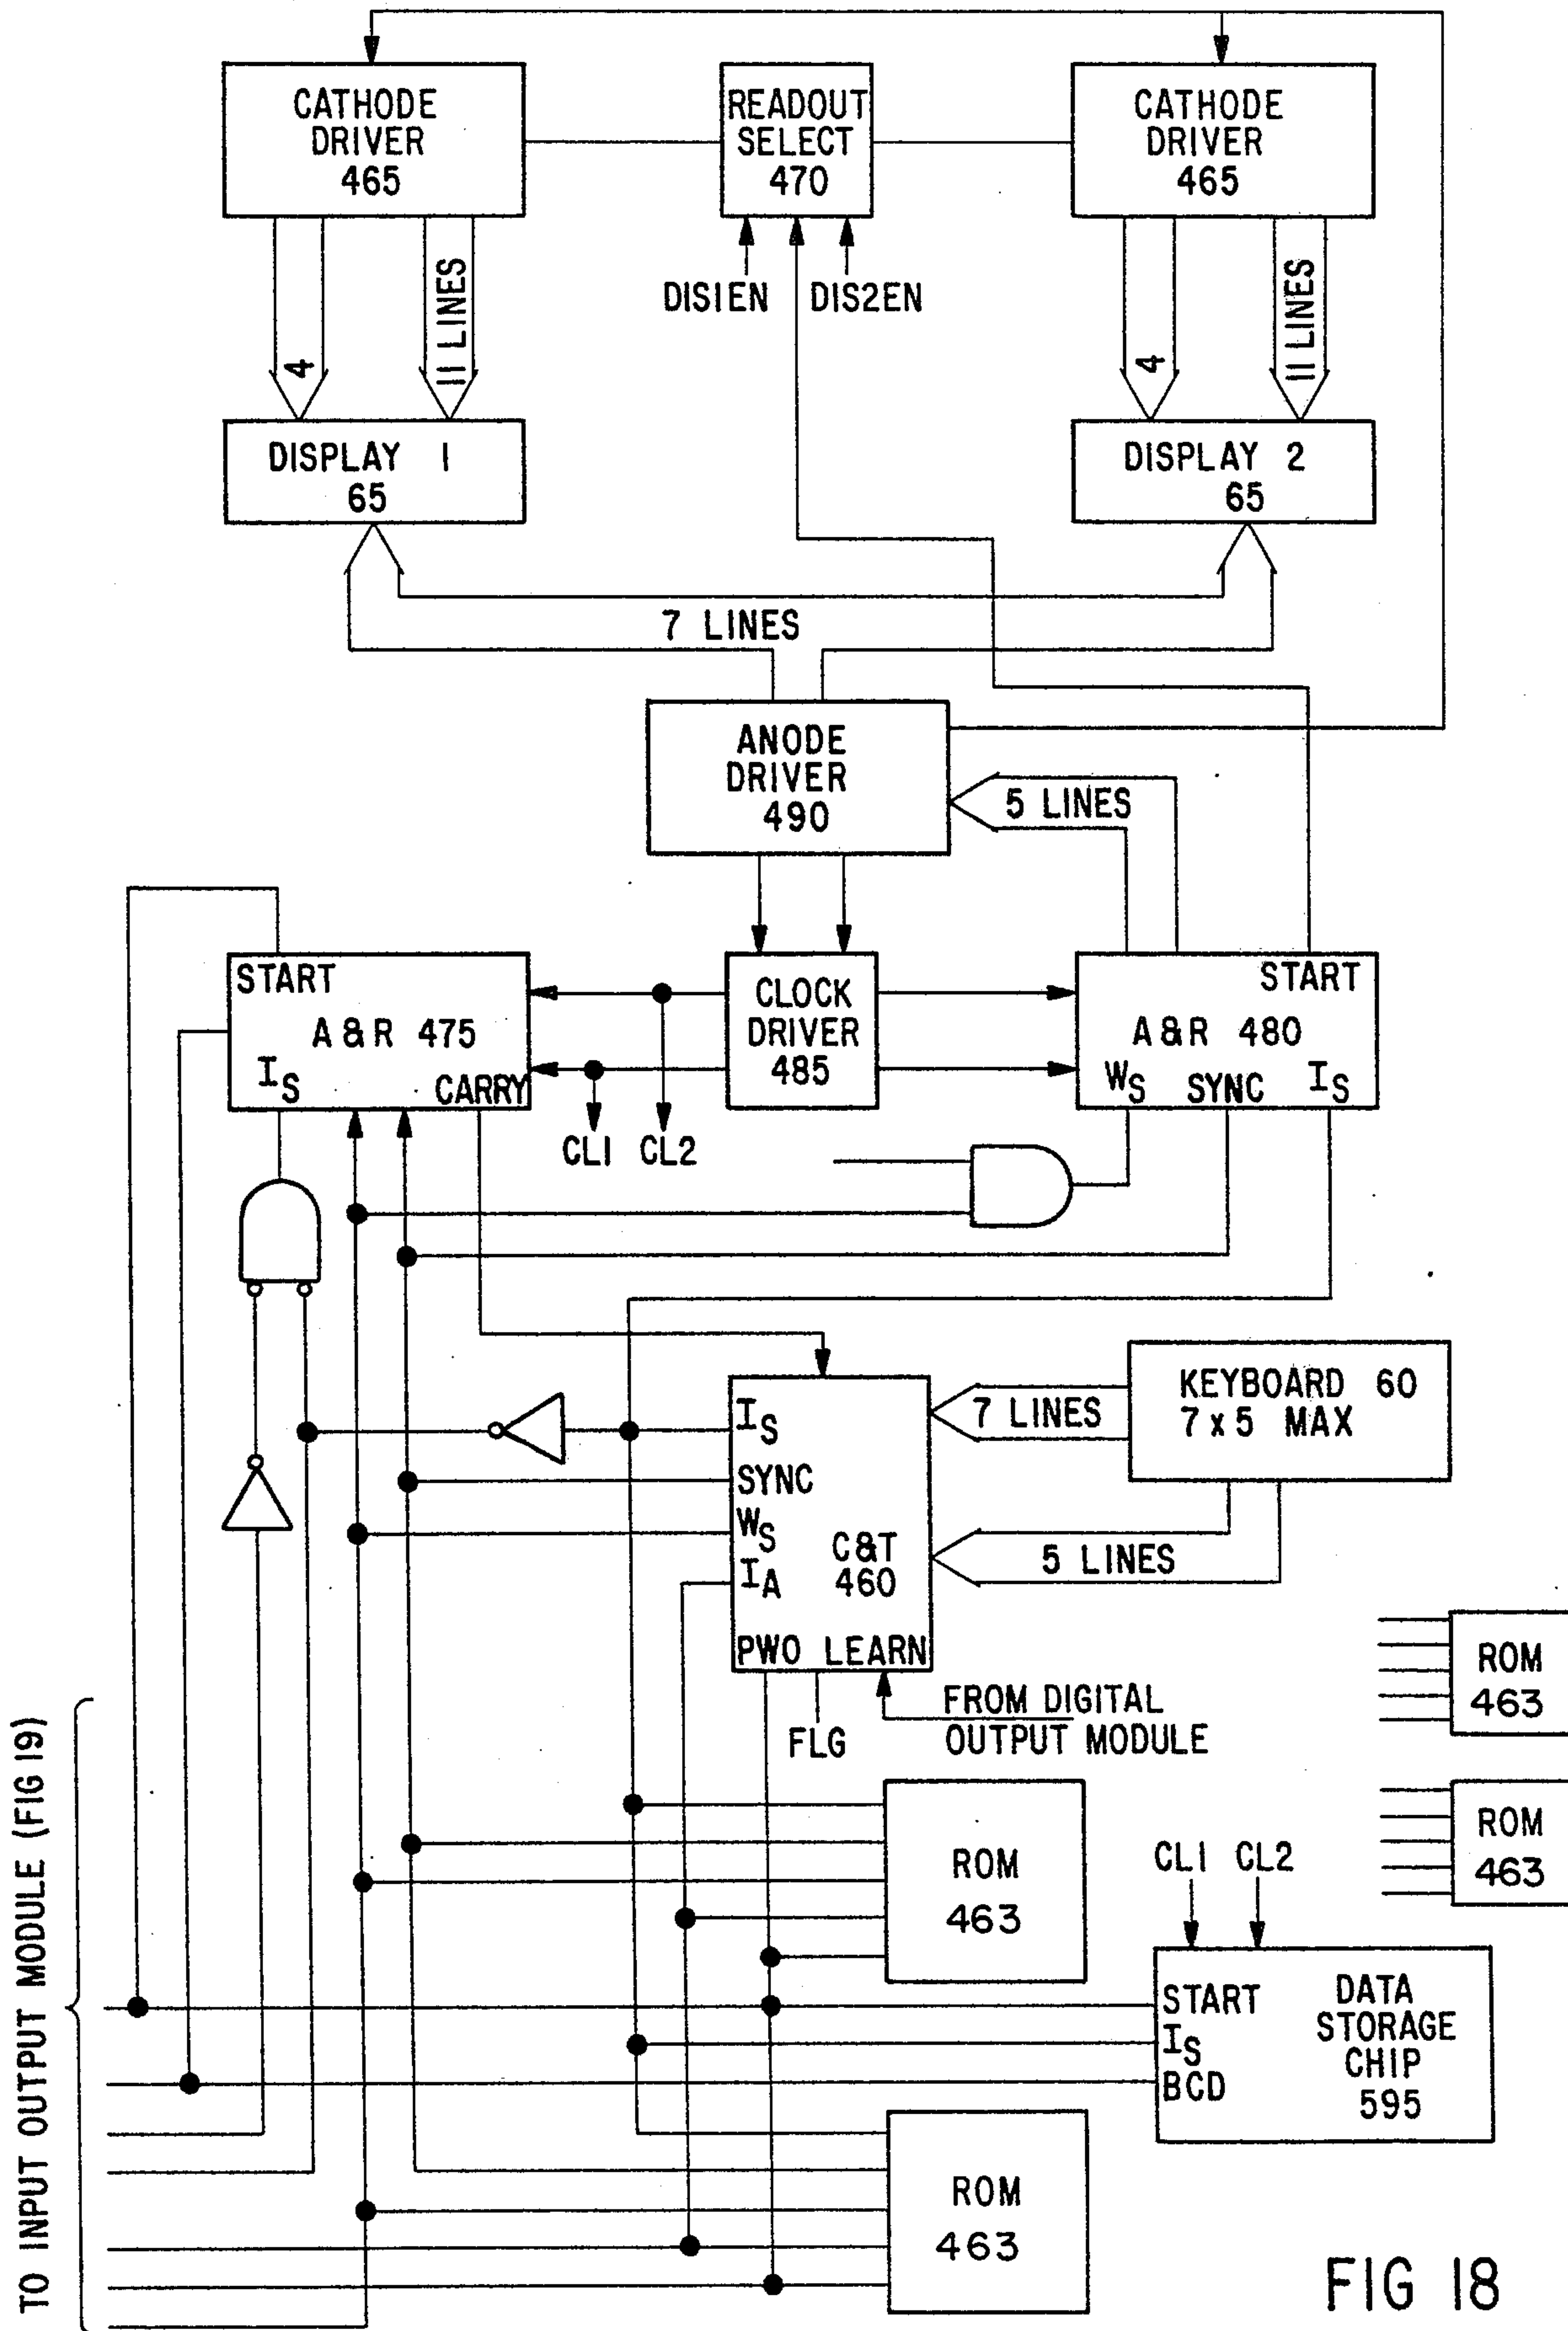 CATHODE
DRIVER
465
READOUT
SELECT
470
CATHODE
DRIVER
465
DIS1EN
DIS2EN
4
11 LINES
4
11 LINES
DISPLAY 1
65
DISPLAY 2
65
7 LINES
ANODE
DRIVER
490
5 LINES
START
A & R 475
IS
CARRY
CLOCK
DRIVER
485
START
A & R 480
WS
SYNC
IS
CL1
CL2
IS
SYNC
WS
IA
C&T
460
PWO
LEARN
7 LINES
KEYBOARD 60
7 x 5 MAX
5 LINES
FLG
FROM DIGITAL
OUTPUT MODULE
ROM
463
ROM
463
ROM
463
CL1
CL2
START
IS
BCD
DATA
STORAGE
CHIP
595
ROM
463
TO INPUT OUTPUT MODULE (FIG 19)
FIG 18